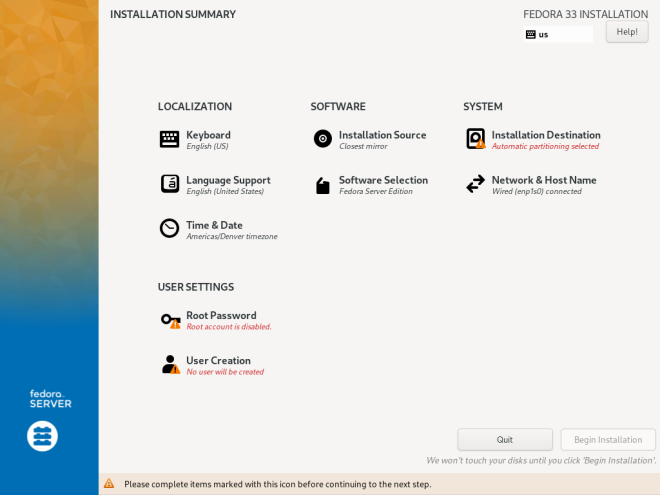 INSTALLATION SUMMARY
FEDORA 33 INSTALLATION
us
Help!
LOCALIZATION
Keyboard
English (US)
Language Support
English (United States)
Time & Date
Americas/Denver timezone
SOFTWARE
Installation Source
Closest mirror
Software Selection
Fedora Server Edition
SYSTEM
Installation Destination
Automatic partitioning selected
Network & Host Name
Wired (enp1s0) connected
USER SETTINGS
Root Password
Root account is disabled.
User Creation
No user will be created
fedora.
SERVER
Quit
Begin Installation
We won't touch your disks until you click 'Begin Installation'.
Please complete items marked with this icon before continuing to the next step.